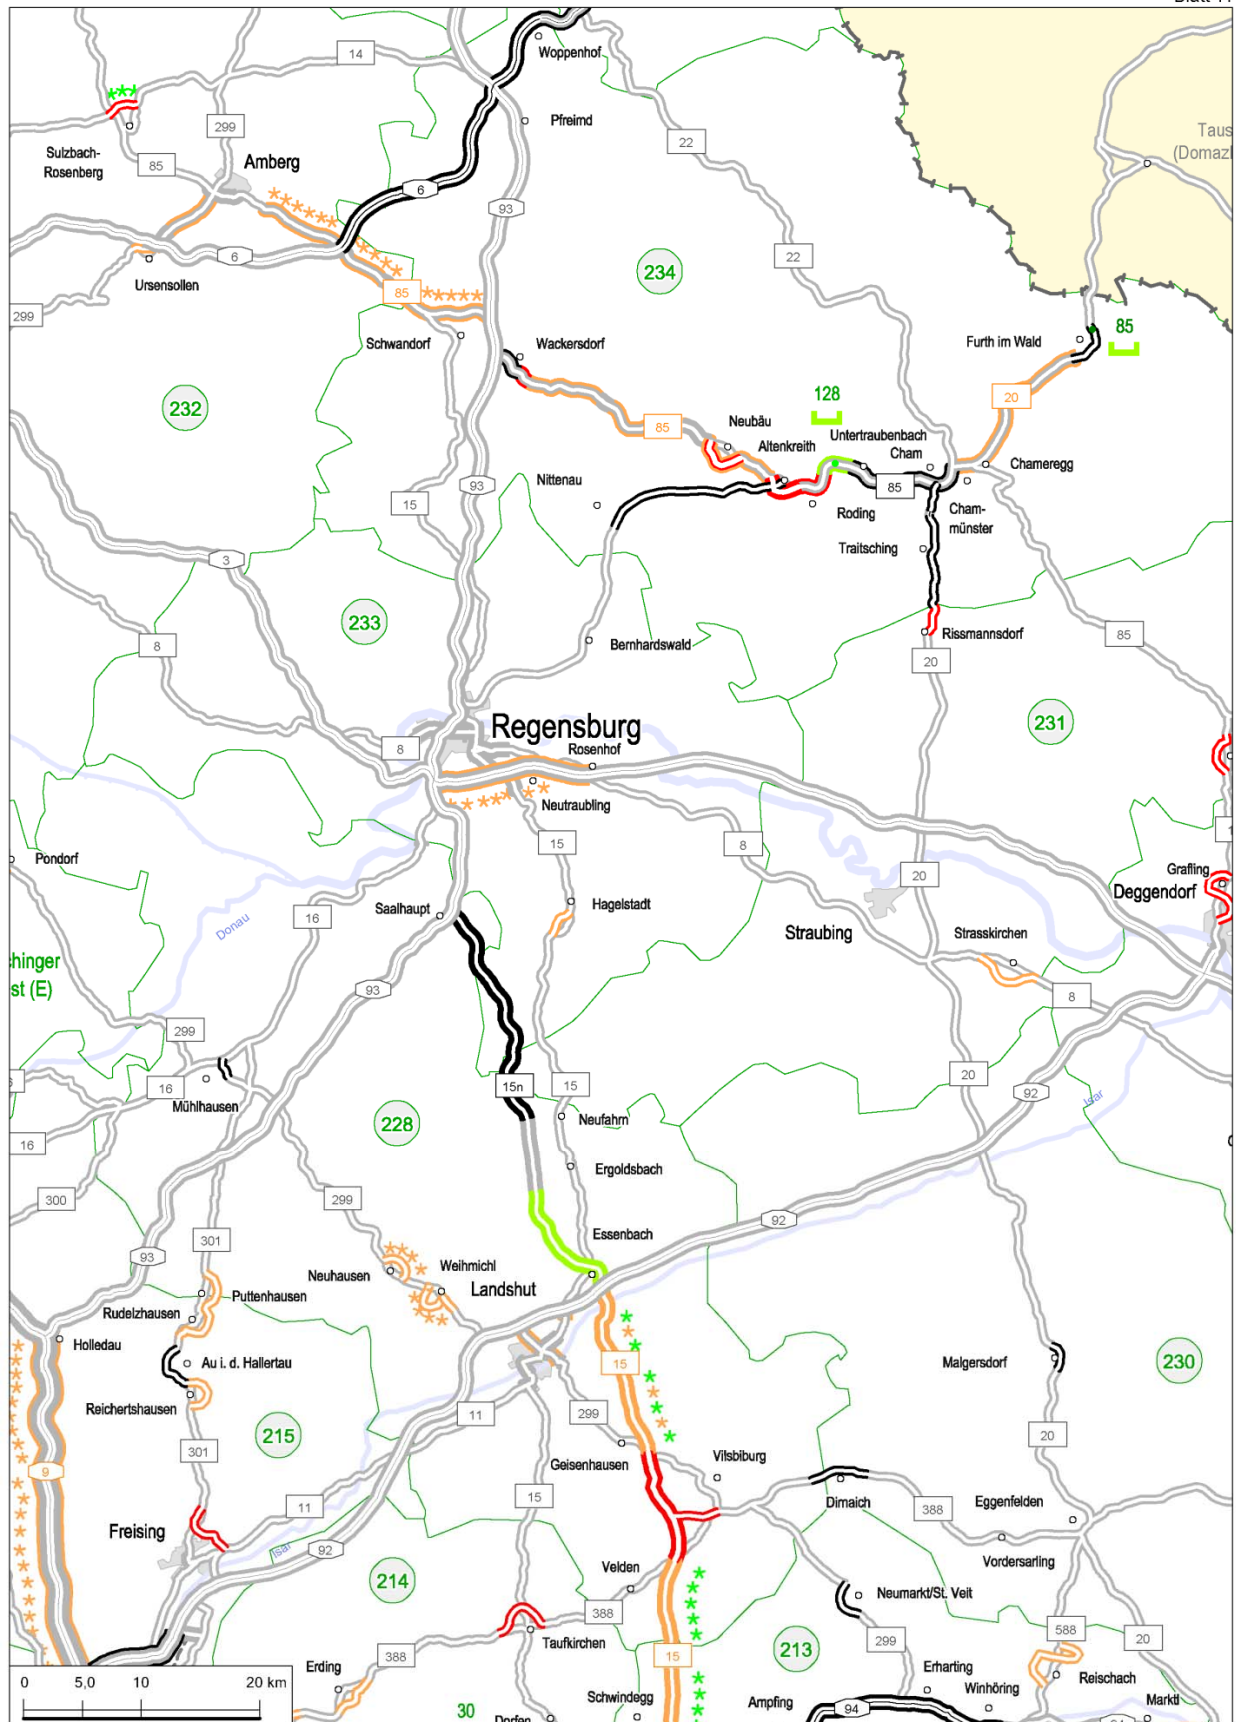 Woppenhof
14
Pfreimd
299
22
Sulzbach-
Rosenberg
Amberg
85
6
93
6
234
22
Ursensollen
85
299
Schwandorf
Wackersdorf
Furth im Wald
85
20
232
128
85
Neubäu
Untertraubenbach
Altenkreith
Cham
Chameregg
93
Nittenau
85
15
Roding
Cham-
münster
Traitsching
3
233
Rissmannsdorf
85
8
Bernhardswald
20
Regensburg
231
8
Rosenhof
Neutraubling
15
8
Pondorf
Grafling
20
Deggendorf
Saalhaupt
Hagelstadt
16
Donau
Straubing
Strasskirchen
chinger
st (E)
93
8
299
20
15n
15
16
92
Isar
Mühlhausen
228
Neufahrn
16
Ergoldsbach
300
299
92
301
Essenbach
93
Neuhausen
Weihmichl
Landshut
Puttenhausen
Rudelzhausen
Holledau
Au i. d. Hallertau
15
Malgersdorf
230
Reichertshausen
11
299
215
20
301
Geisenhausen
Vilsbiburg
9
15
Dirnaich
11
388
Eggenfelden
Freising
Isar
92
Vordersarling
214
Velden
Neumarkt/St. Veit
388
Taufkirchen
588
388
15
213
299
20
Erding
Erharting
Reischach
0
5,0
10
20 km
Schwindegg
Winhöring
Ampfing
94
Marktl
30
Dorfen